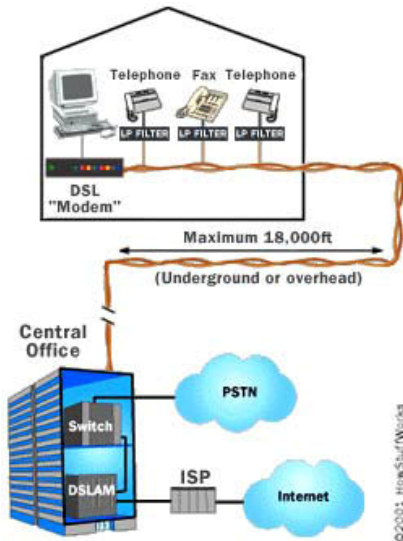 Telephone Fax Telephone
LP FILTER LP FILTER LP FILTER
DSL
"Modem"
Maximum 18,000ft
(Underground or overhead)
Central
Office
PSTN
Switch
ISP
DSLAM
Internet
©2001 HowStuffWorks